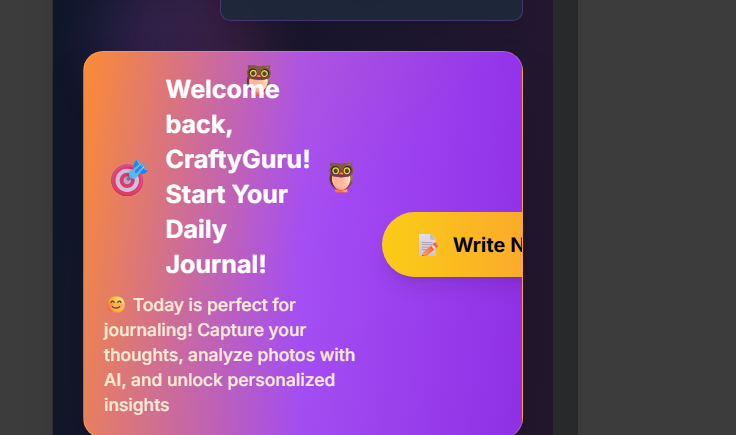 Welcome
back,
CraftyGuru!
Start Your
Daily
Journal!
Write N
Today is perfect for
journaling! Capture your
thoughts, analyze photos with
AI, and unlock personalized
insights